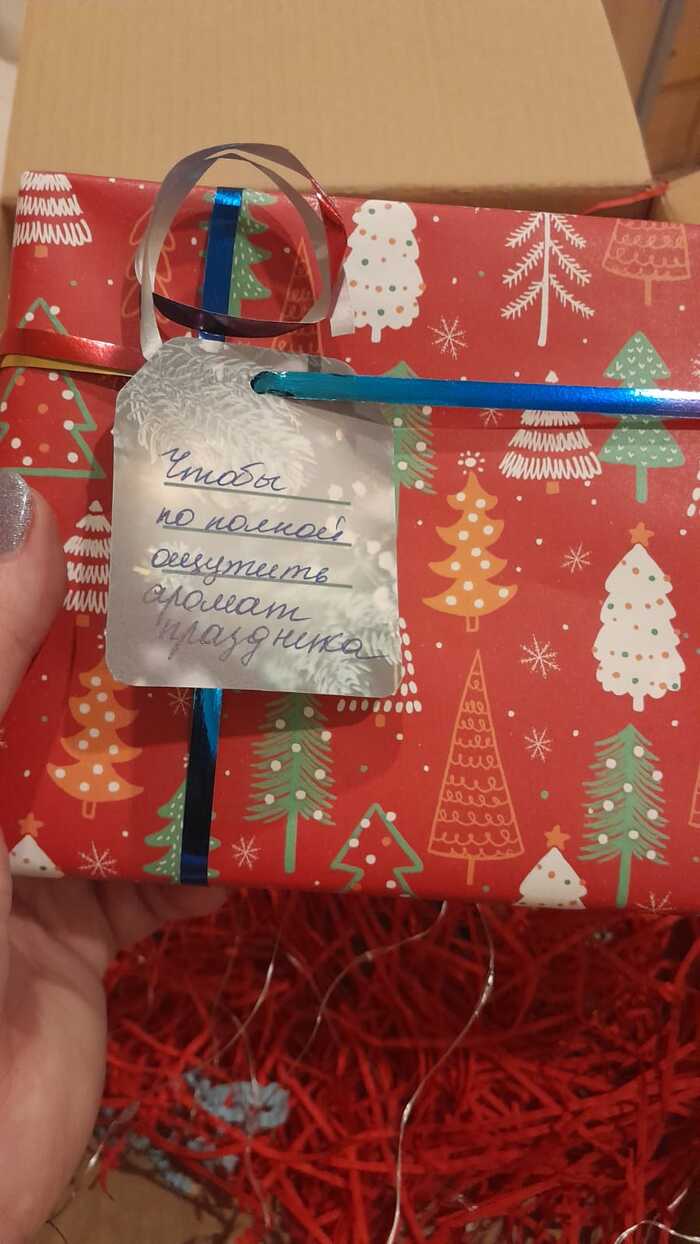 Чтобы
по полной
ощутить
аромат
праздника